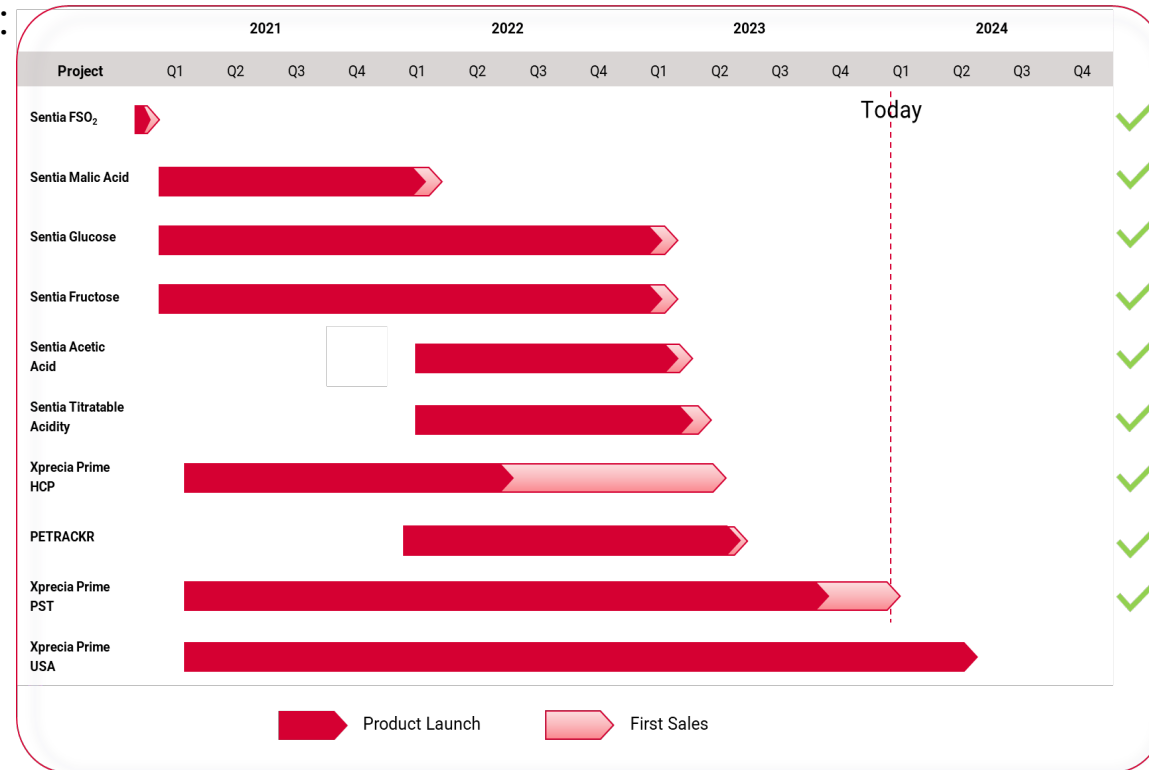 2021 2022 2023 2024
Project Q1 Q2 Q3 Q4 Q1 Q2 Q3 Q4 Q1 Q2 Q3 Q4 Q1 Q2 Q3 Q4
Today
Sentia FSO₂
Sentia Malic Acid
Sentia Glucose
Sentia Fructose
Sentia Acetic
Acid
Sentia Titratable
Acidity
Xprecia Prime
HCP
PETRACKR
Xprecia Prime
PST
Xprecia Prime
USA
Product Launch First Sales